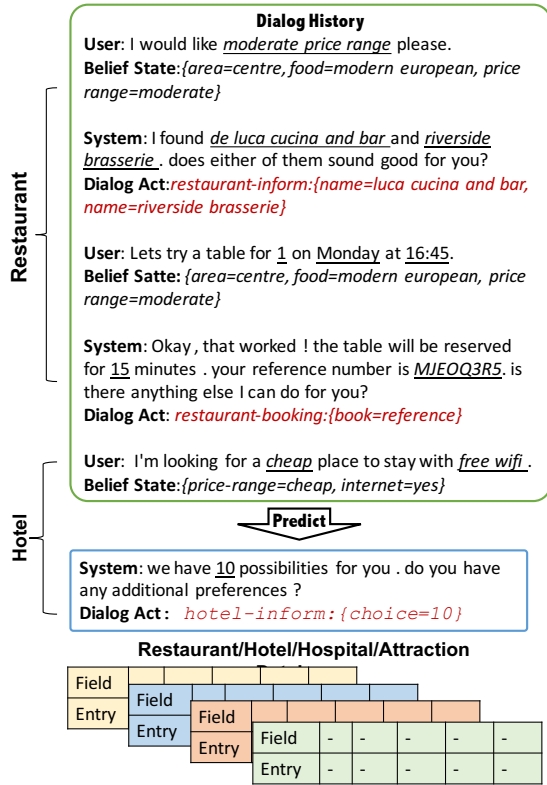 Dialog History
User: I would like moderate price range please.
Belief State:{area=centre, food=modern european, price
range=moderate}
System: I found de luca cucina and bar and riverside
brasserie . does either of them sound good for you?
Dialog Act:restaurant-inform:{name=luca cucina and bar,
name=riverside brasserie}
User: Lets try a table for 1 on Monday at 16:45.
Belief Satte: {area=centre, food=modern european, price
range=moderate}
System: Okay , that worked ! the table will be reserved
for 15 minutes . your reference number is MJEOQ3R5. is
there anything else I can do for you?
Dialog Act: restaurant-booking:{book=reference}
User: I'm looking for a cheap place to stay with free wifi .
Belief State:{price-range=cheap, internet=yes}
Restaurant
Hotel
Predict
System: we have 10 possibilities for you . do you have
any additional preferences ?
Dialog Act: hotel-inform:{choice=10}
Restaurant/Hotel/Hospital/Attraction
Field
Entry
Field
Entry
Field
Entry
Field - - - - -
Entry - - - - -